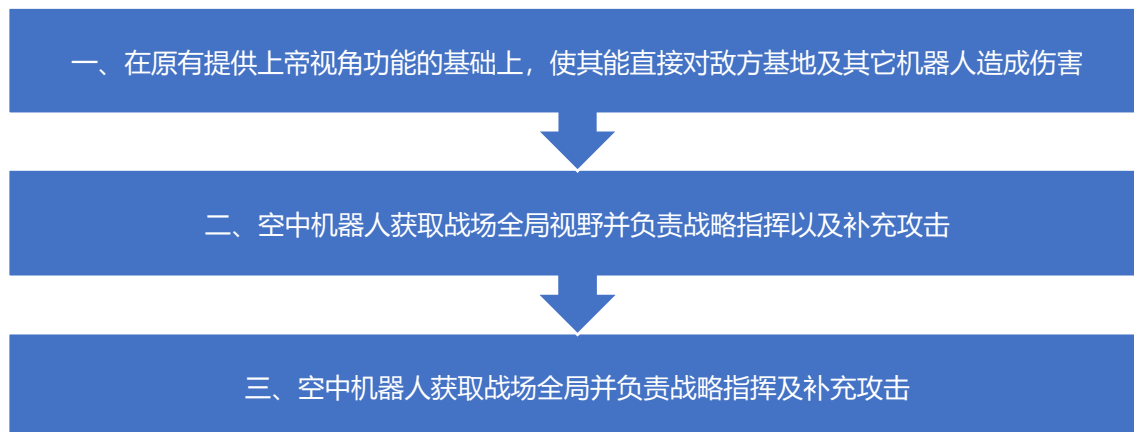 一、在原有提供上帝视角功能的基础上，使其能直接对敌方基地及其它机器人造成伤害
二、空中机器人获取战场全局视野并负责战略指挥以及补充攻击
三、空中机器人获取战场全局并负责战略指挥及补充攻击